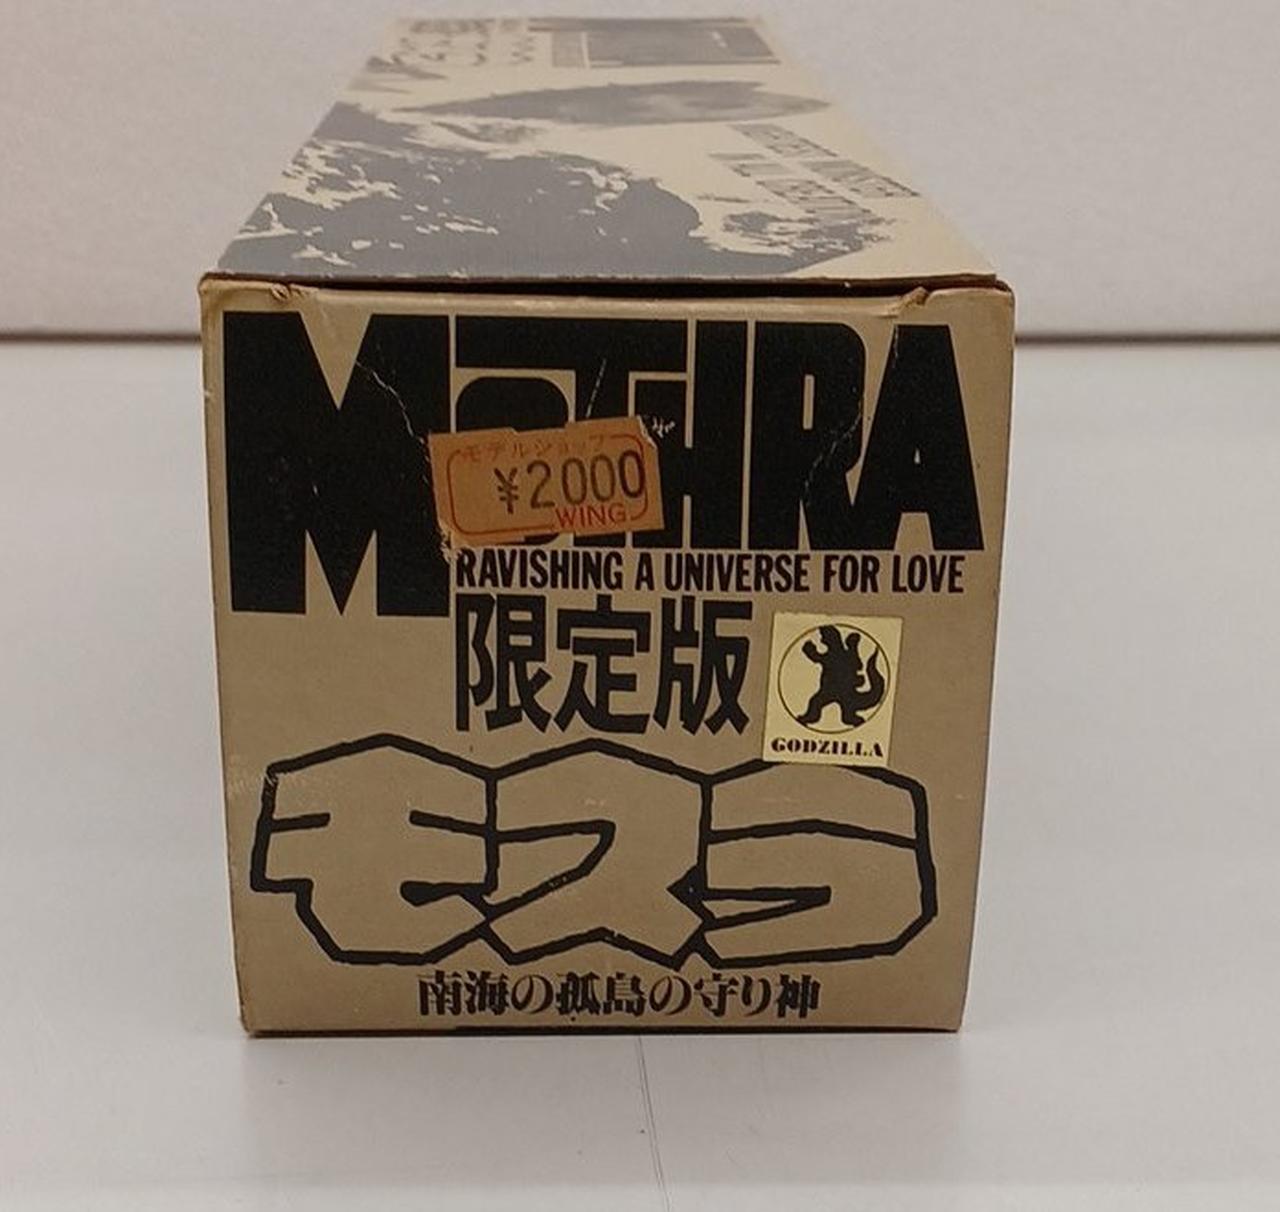 MOTHRA
モデルショップ
¥2000
WING
RAVISHING A UNIVERSE FOR LOVE
限定版
GODZILLA
モスラ
南海の孤島の守り神